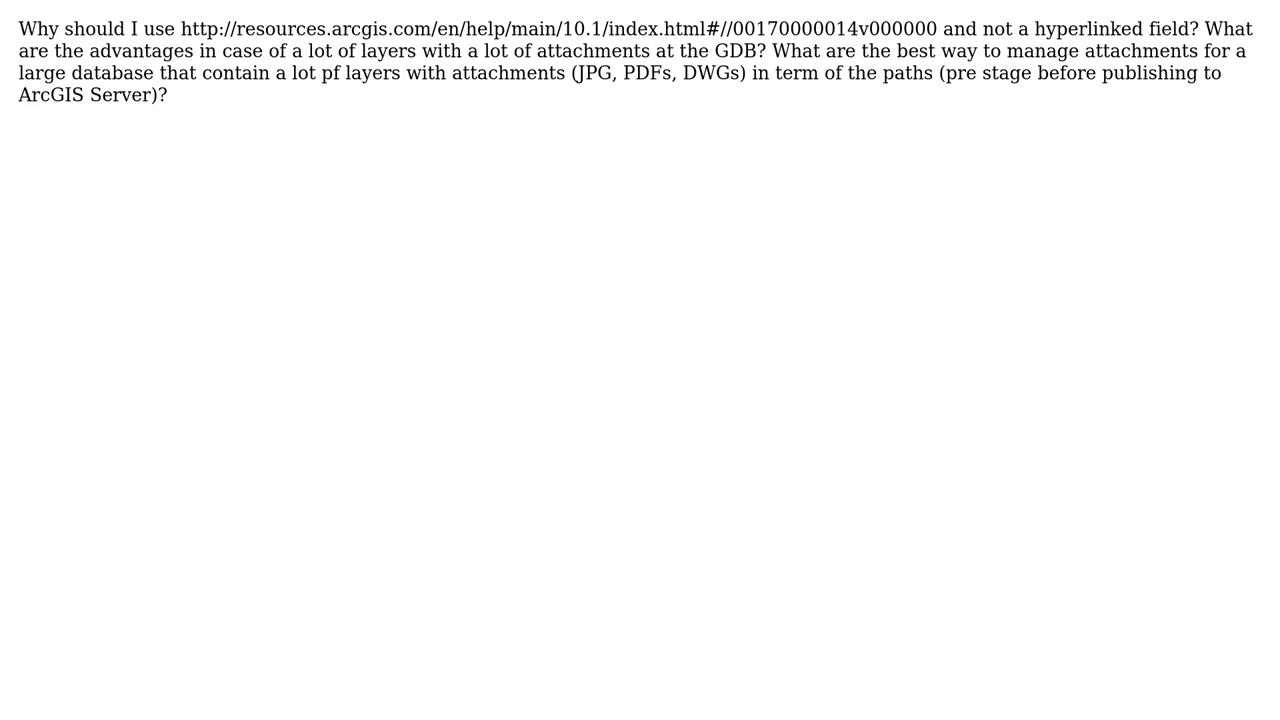 Why should I use http://resources.arcgis.com/en/help/main/10.1/index.html#//00170000014v000000 and not a hyperlinked field? What
are the advantages in case of a lot of layers with a lot of attachments at the GDB? What are the best way to manage attachments for a
large database that contain a lot pf layers with attachments (JPG, PDFs, DWGs) in term of the paths (pre stage before publishing to
ArcGIS Server)?